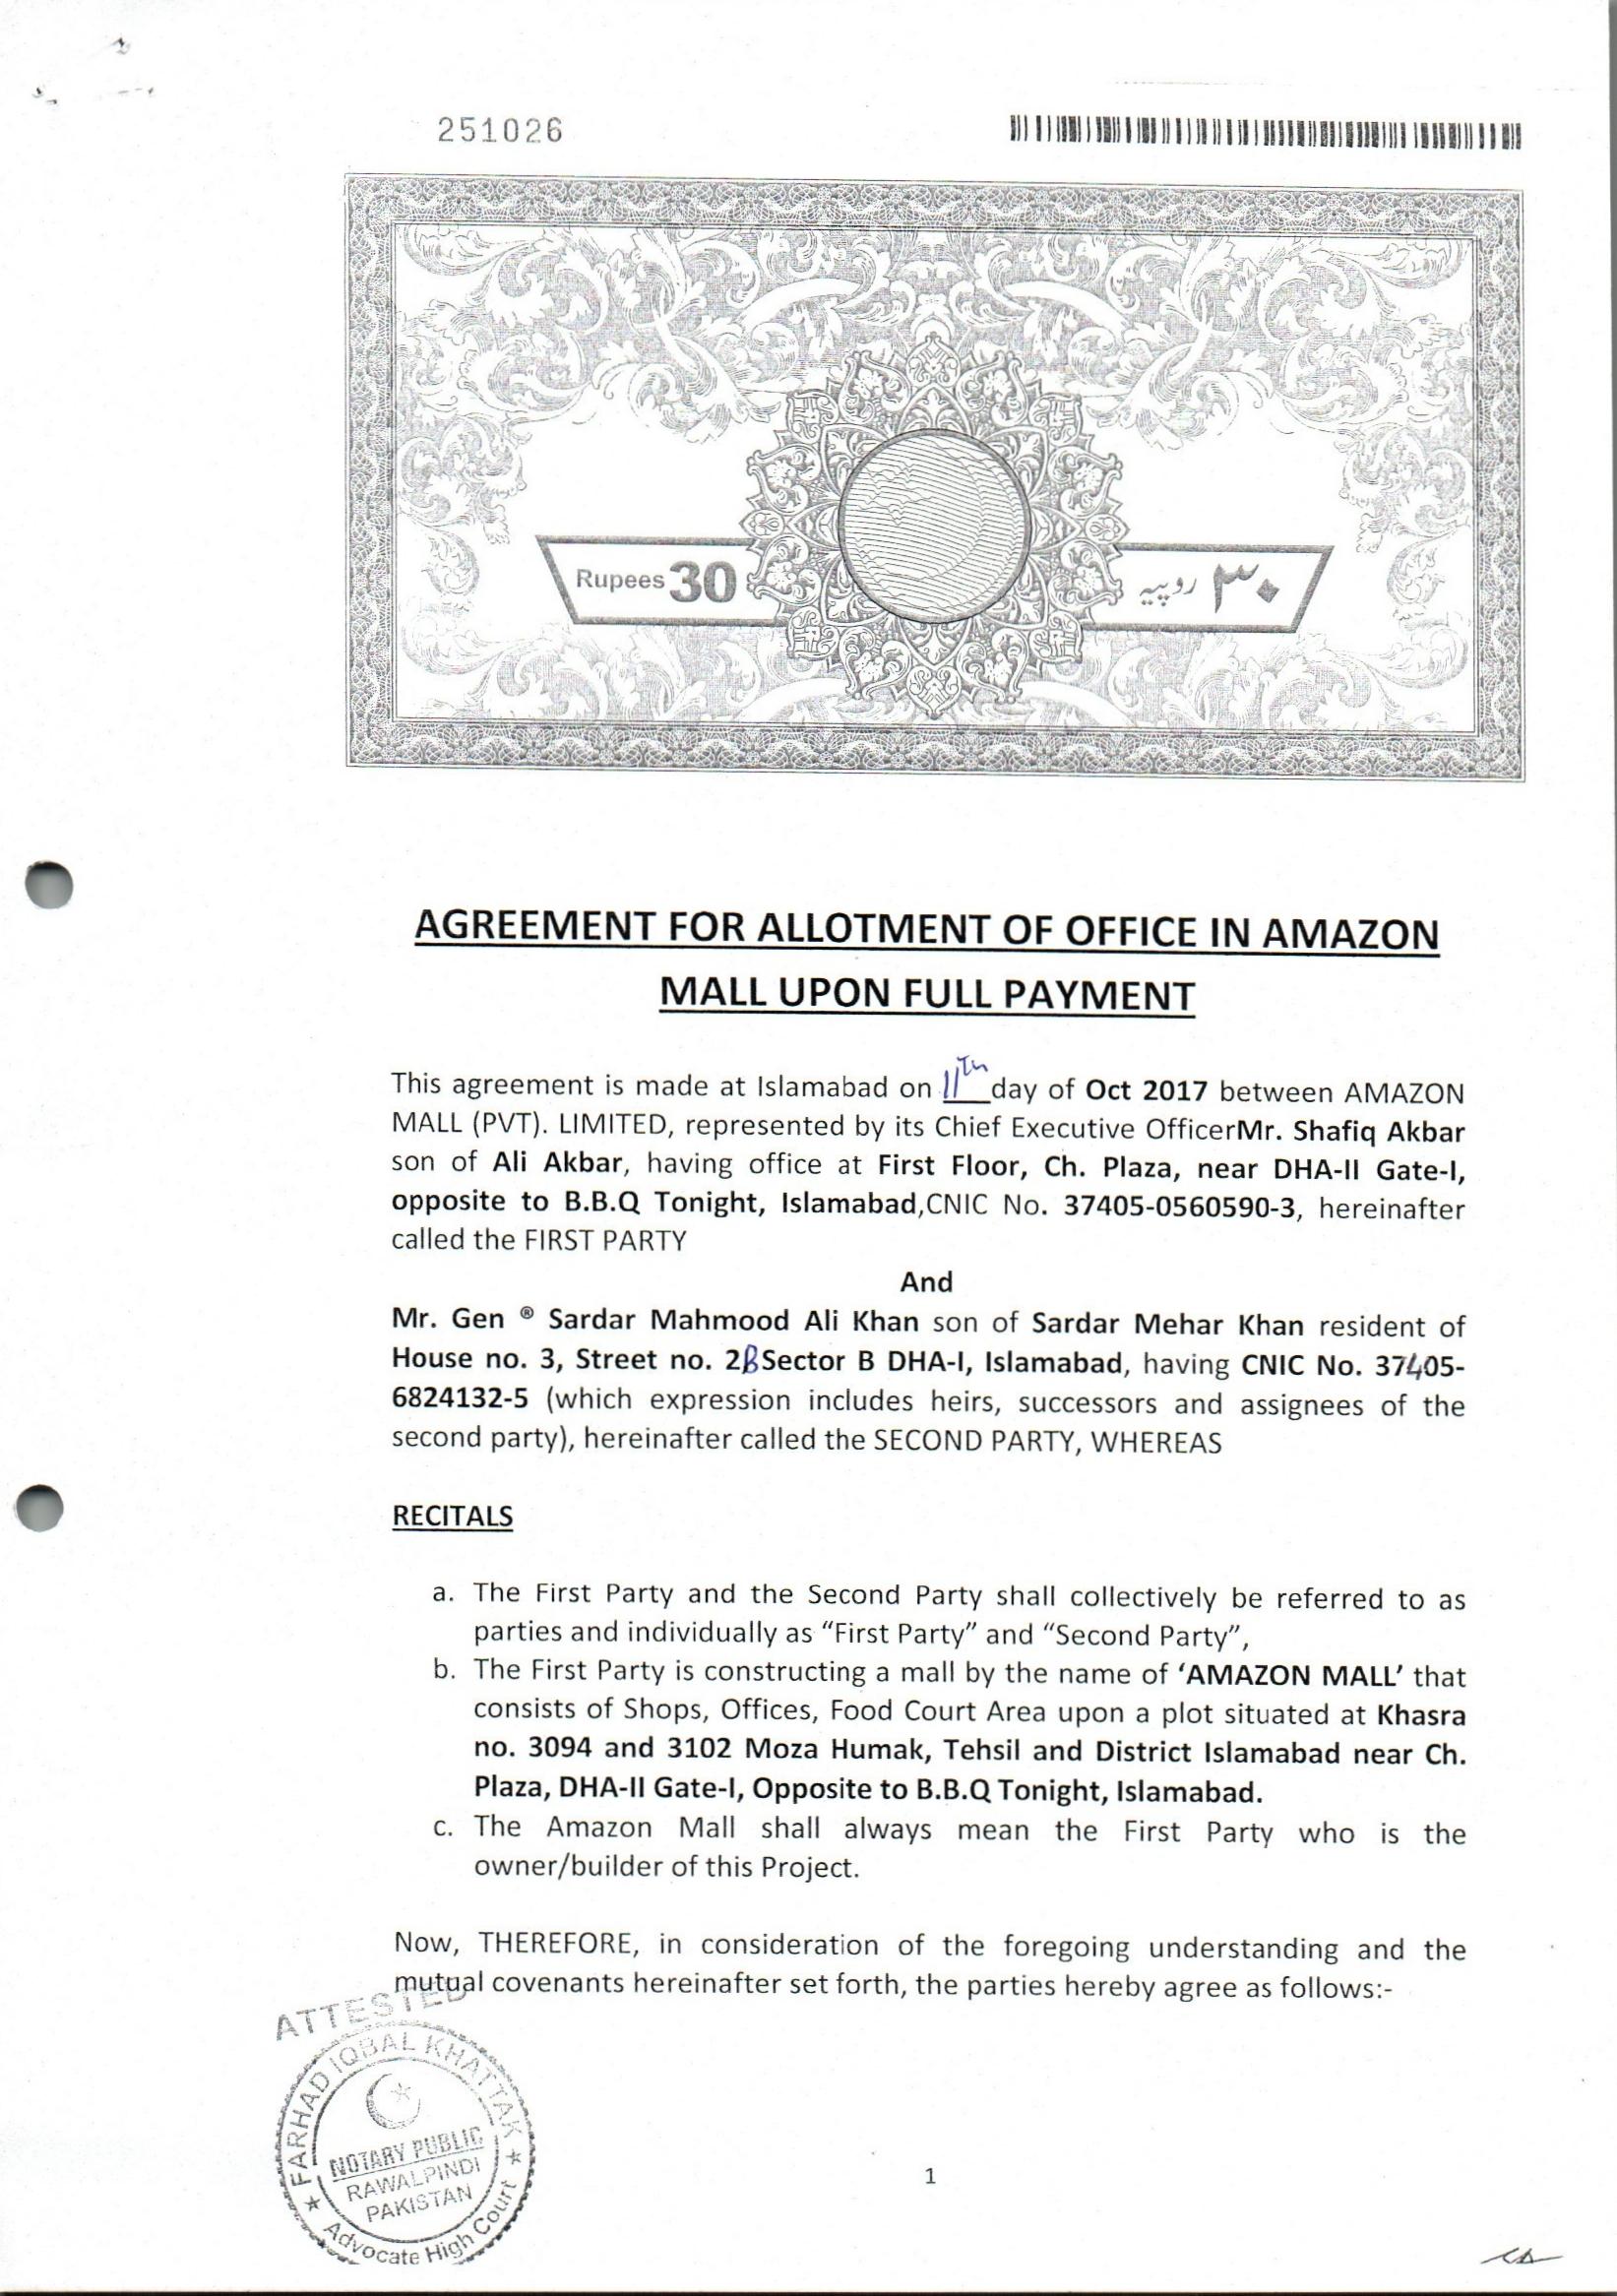 251026
Rupees 30
۳۰ روپیہ
AGREEMENT FOR ALLOTMENT OF OFFICE IN AMAZON
MALL UPON FULL PAYMENT
This agreement is made at Islamabad on 11th day of Oct 2017 between AMAZON
MALL (PVT). LIMITED, represented by its Chief Executive OfficerMr. Shafiq Akbar
son of Ali Akbar, having office at First Floor, Ch. Plaza, near DHA-II Gate-I,
opposite to B.B.Q Tonight, Islamabad,CNIC No. 37405-0560590-3, hereinafter
called the FIRST PARTY
And
Mr. Gen ® Sardar Mahmood Ali Khan son of Sardar Mehar Khan resident of
House no. 3, Street no. 2 Sector B DHA-I, Islamabad, having CNIC No. 37405-
6824132-5 (which expression includes heirs, successors and assignees of the
second party), hereinafter called the SECOND PARTY, WHEREAS
RECITALS
a. The First Party and the Second Party shall collectively be referred to as
parties and individually as “First Party” and “Second Party”,
b. The First Party is constructing a mall by the name of ‘AMAZON MALL’ that
consists of Shops, Offices, Food Court Area upon a plot situated at Khasra
no. 3094 and 3102 Moza Humak, Tehsil and District Islamabad near Ch.
Plaza, DHA-II Gate-I, Opposite to B.B.Q Tonight, Islamabad.
c. The Amazon Mall shall always mean the First Party who is the
owner/builder of this Project.
Now, THEREFORE, in consideration of the foregoing understanding and the
mutual covenants hereinafter set forth, the parties hereby agree as follows:-
ATTESTED
FARHAD IQBAL KHATTAK
NOTARY PUBLIC
RAWALPINDI
PAKISTAN
Advocate High Court
1